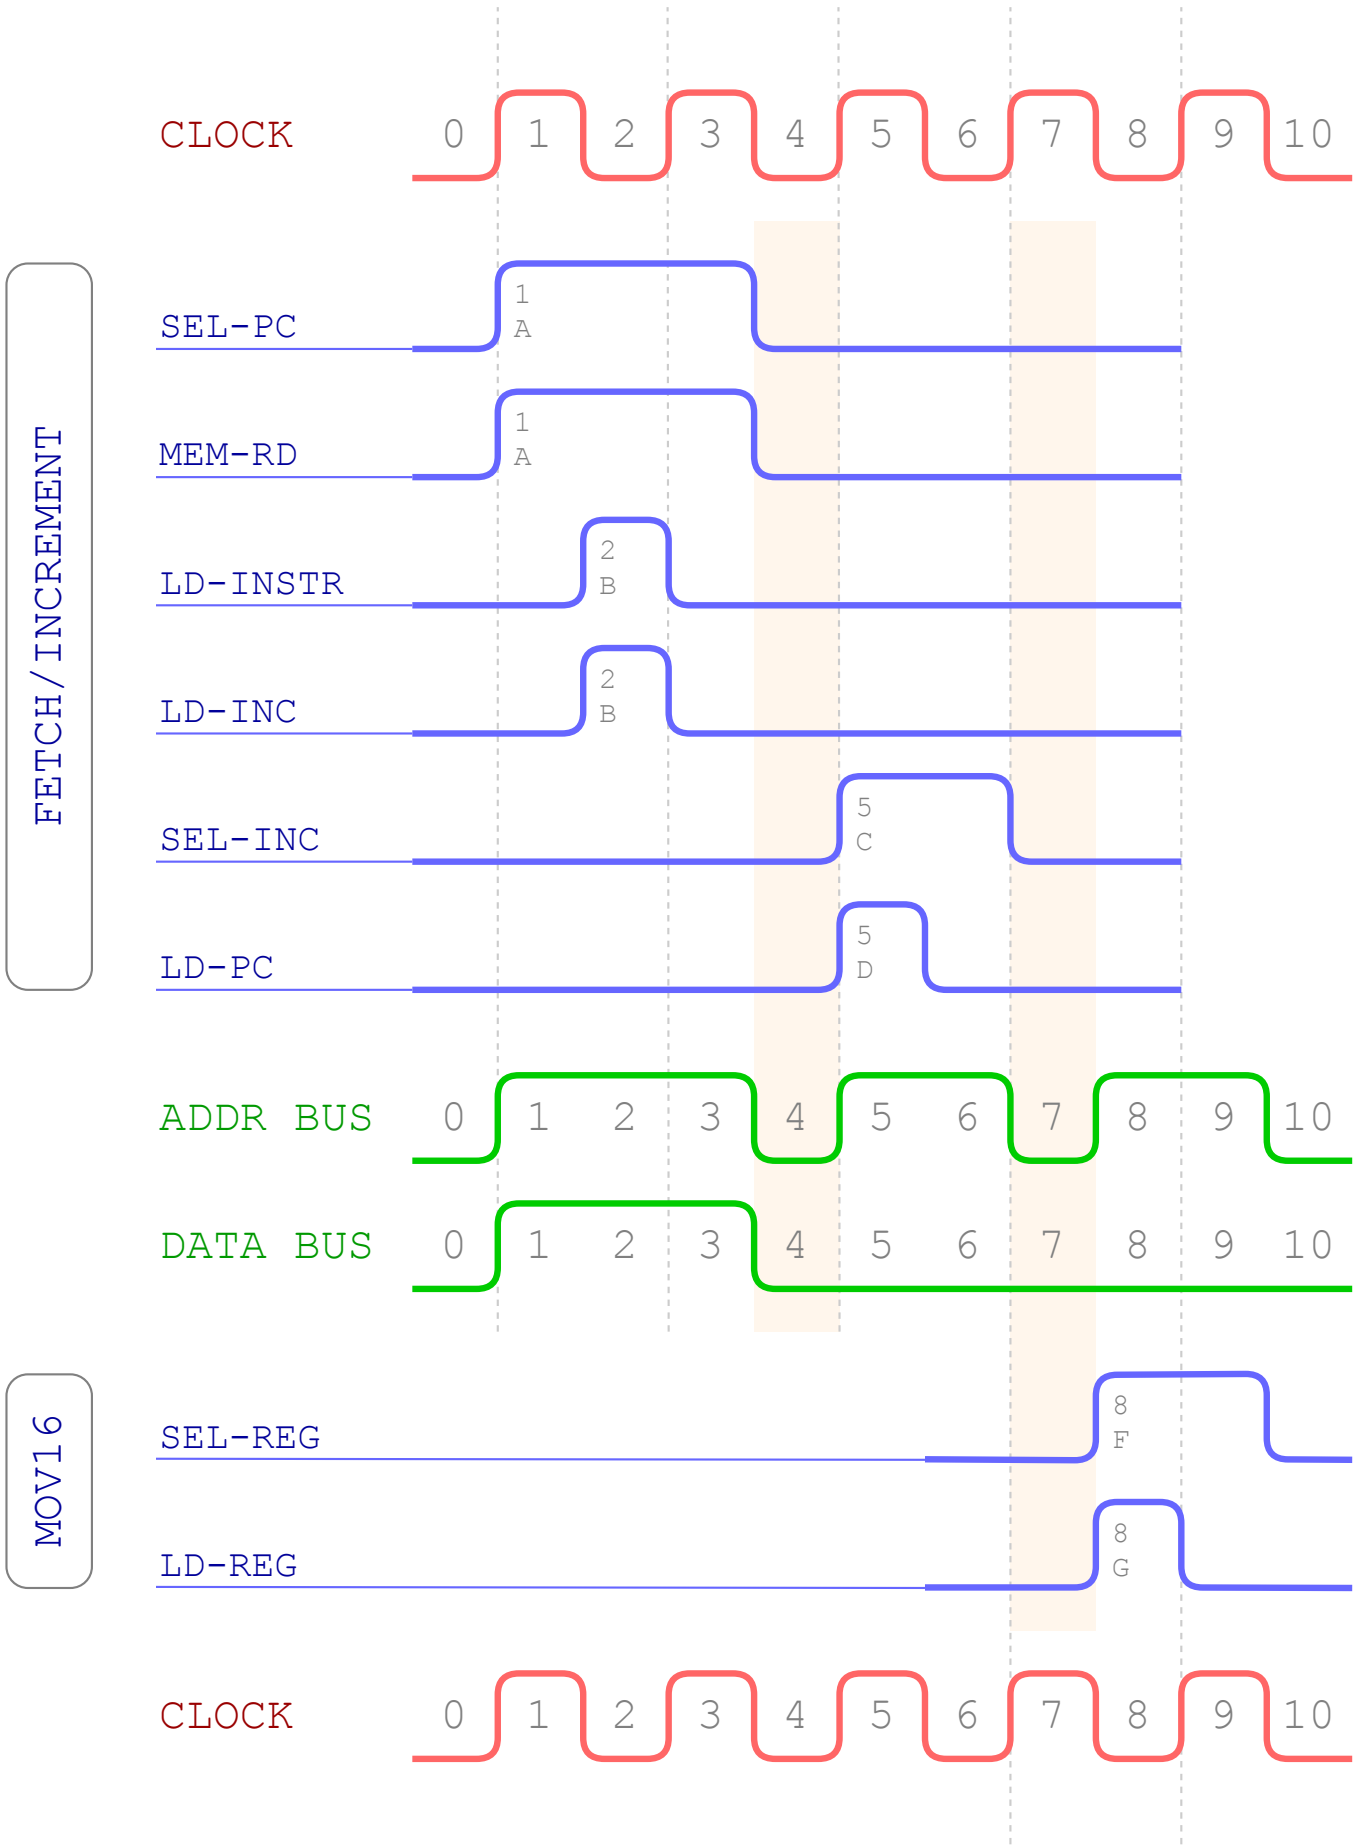 CLOCK 0 1 2 3 4 5 6 7 8 9 10
FETCH/INCREMENT
SEL-PC
1
A
MEM-RD
1
A
LD-INSTR
2
B
LD-INC
2
B
SEL-INC
5
C
LD-PC
5
D
ADDR BUS 0 1 2 3 4 5 6 7 8 9 10
DATA BUS 0 1 2 3 4 5 6 7 8 9 10
MOV16
SEL-REG
8
F
LD-REG
8
G
CLOCK 0 1 2 3 4 5 6 7 8 9 10